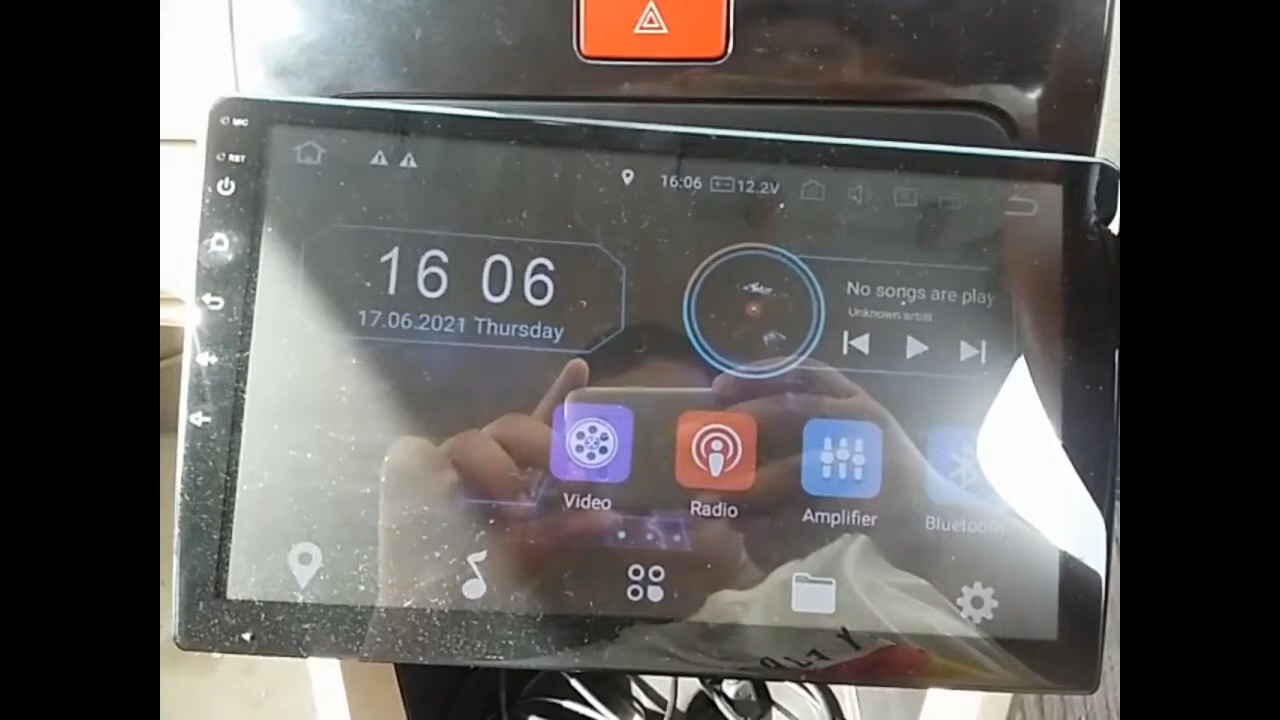 MIC
RST
16:06 12.2V
16 06
17.06.2021 Thursday
No songs are play
Unknown artist
Video
Radio
Amplifier
Bluetooth